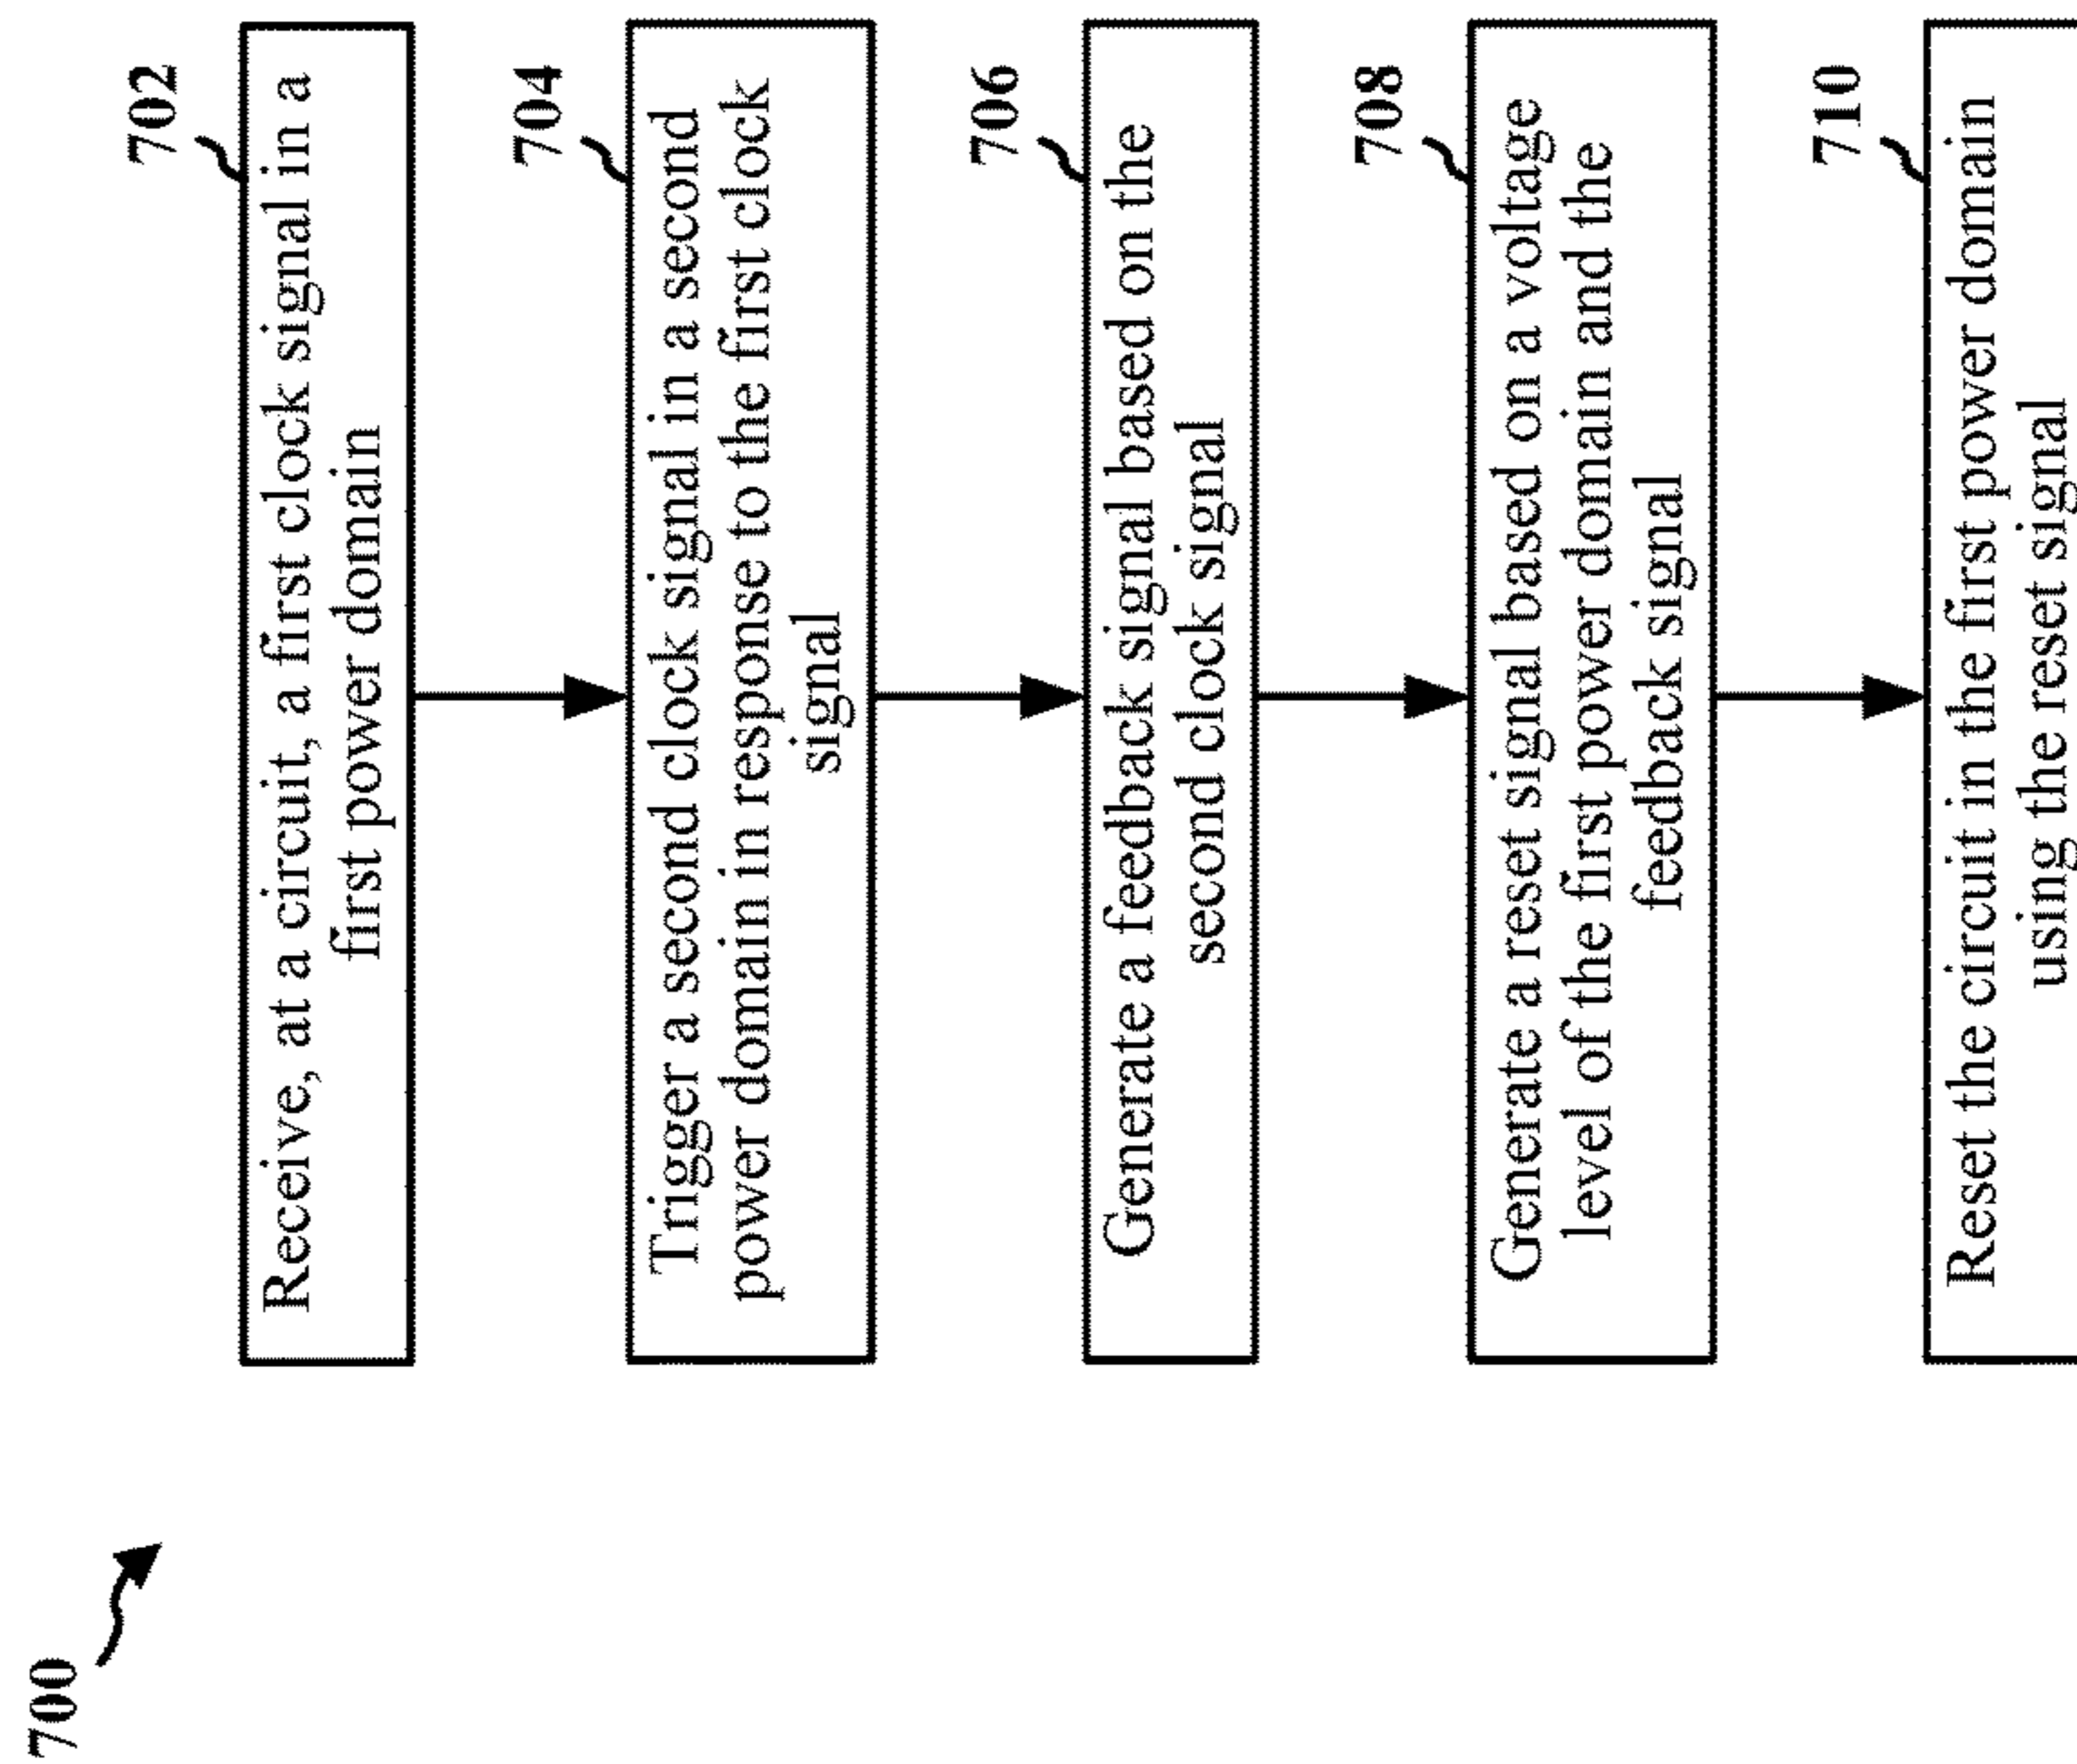 700
702
Receive, at a circuit, a first clock signal in a
first power domain
704
Trigger a second clock signal in a second
power domain in response to the first clock
signal
706
Generate a feedback signal based on the
second clock signal
708
Generate a reset signal based on a voltage
level of the first power domain and the
feedback signal
710
Reset the circuit in the first power domain
using the reset signal